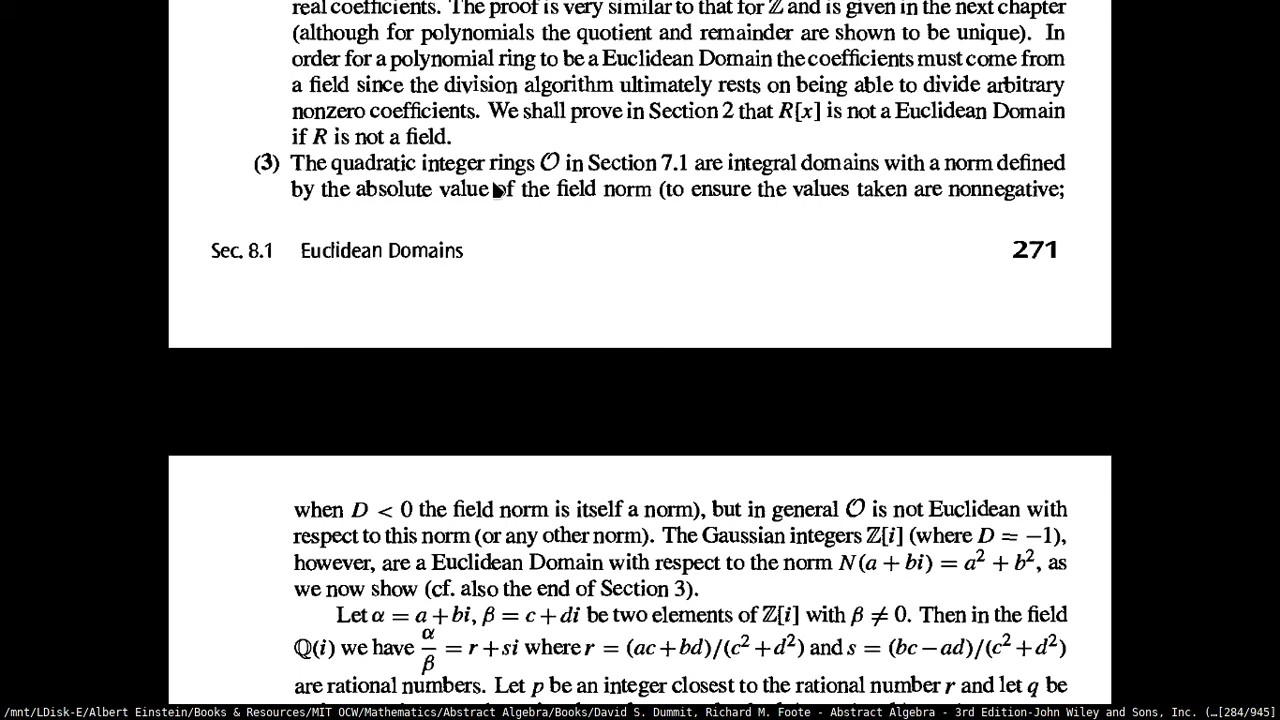 real coefficients. The proof is very similar to that for ℤ and is given in the next chapter
(although for polynomials the quotient and remainder are shown to be unique). In
order for a polynomial ring to be a Euclidean Domain the coefficients must come from
a field since the division algorithm ultimately rests on being able to divide arbitrary
nonzero coefficients. We shall prove in Section 2 that R[x] is not a Euclidean Domain
if R is not a field.
(3) The quadratic integer rings 𝒪 in Section 7.1 are integral domains with a norm defined
by the absolute value of the field norm (to ensure the values taken are nonnegative;
Sec. 8.1 Euclidean Domains 271
when D < 0 the field norm is itself a norm), but in general 𝒪 is not Euclidean with
respect to this norm (or any other norm). The Gaussian integers ℤ[i] (where D = −1),
however, are a Euclidean Domain with respect to the norm N(a + bi) = a² + b², as
we now show (cf. also the end of Section 3).
Let α = a + bi, β = c + di be two elements of ℤ[i] with β ≠ 0. Then in the field
ℚ(i) we have α/β = r + si where r = (ac + bd)/(c² + d²) and s = (bc − ad)/(c² + d²)
are rational numbers. Let p be an integer closest to the rational number r and let q be
/mnt/LDisk-E/Albert Einstein/Books & Resources/MIT OCW/Mathematics/Abstract Algebra/Books/David S. Dummit, Richard M. Foote - Abstract Algebra - 3rd Edition-John Wiley and Sons, Inc. (…[284/945]